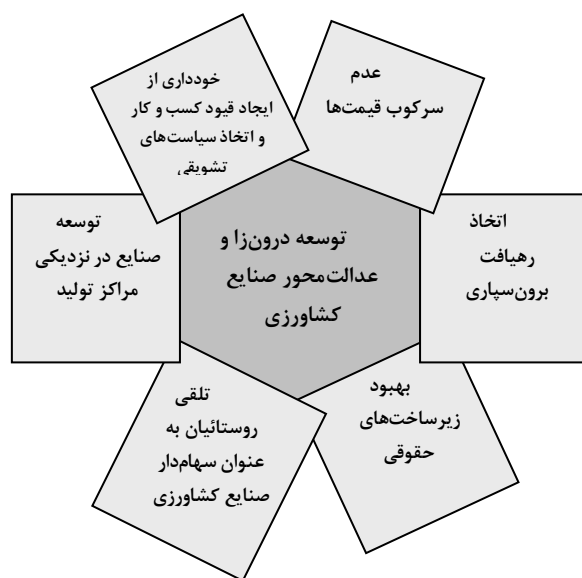 عدم
سرکوب قیمت‌ها
خودداری از
ایجاد قیود کسب و کار
و اتخاذ سیاست‌های
تشویقی
اتخاذ
رهیافت
برون‌سپاری
توسعه درون‌زا و
عدالت‌محور صنایع
کشاورزی
توسعه
صنایع در نزدیکی
مراکز تولید
بهبود
زیرساخت‌های
حقوقی
تلقی
روستائیان به
عنوان سهام‌دار
صنایع کشاورزی